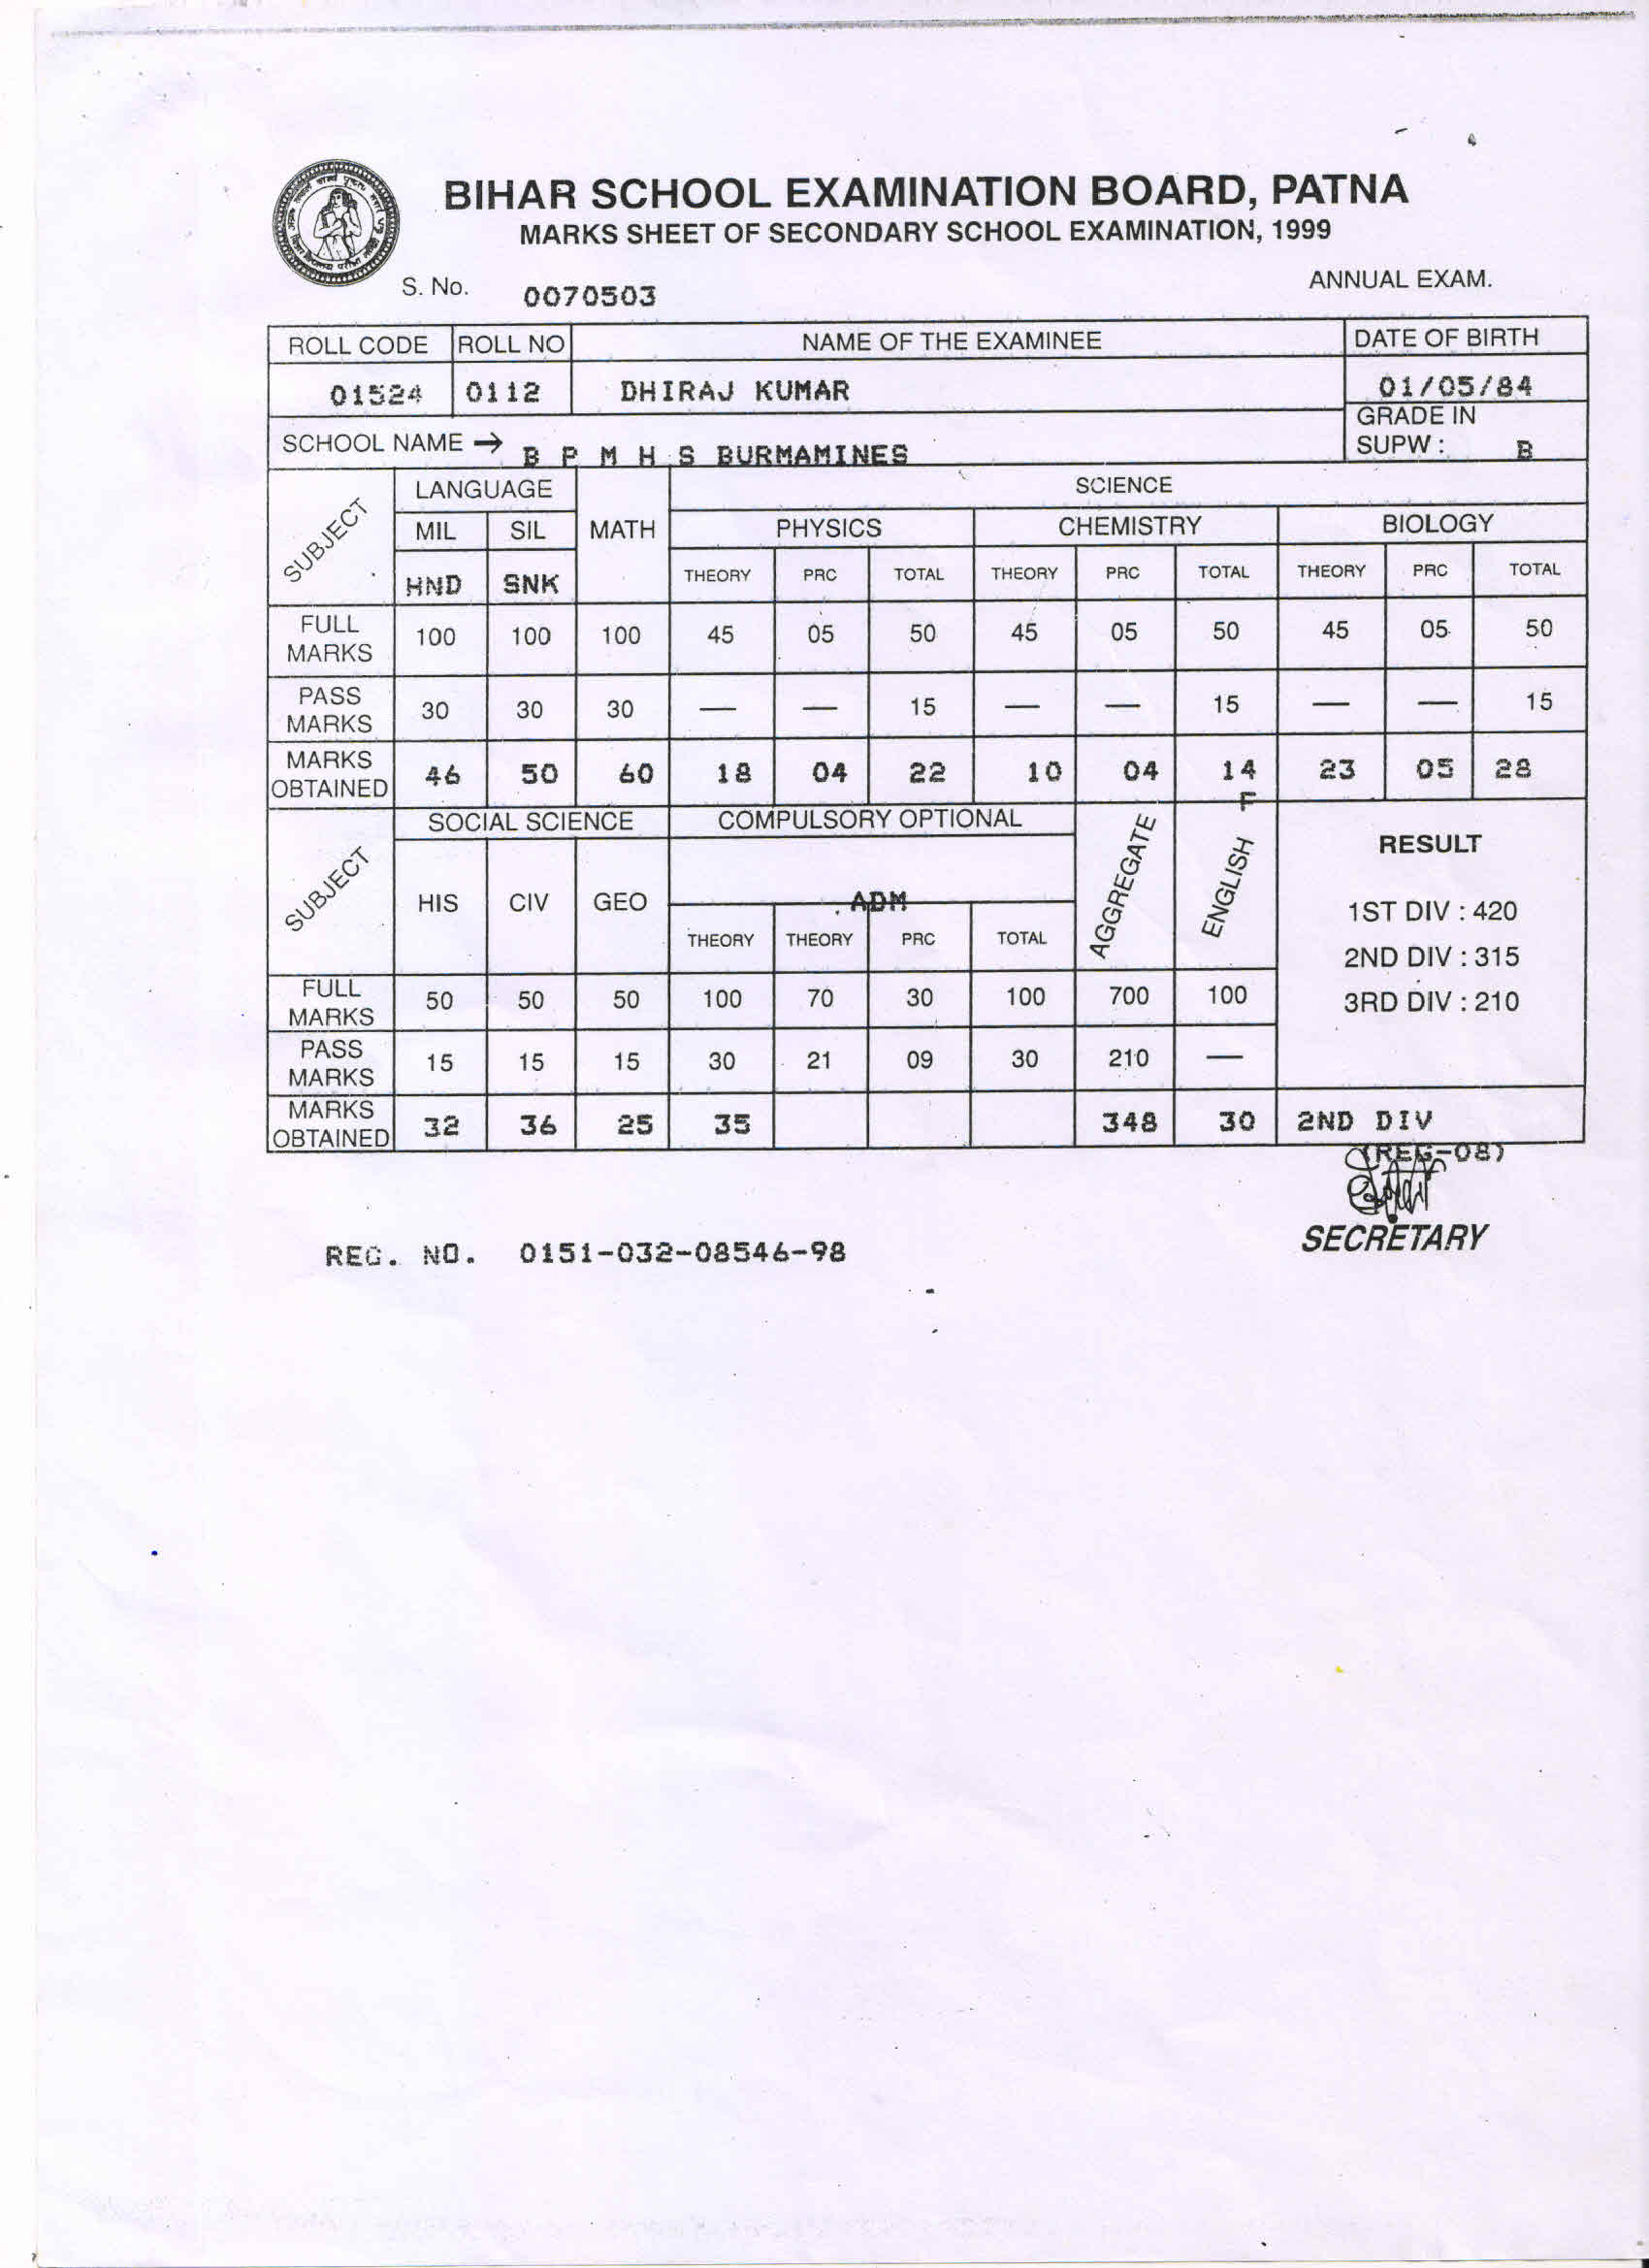 BIHAR SCHOOL EXAMINATION BOARD, PATNA
MARKS SHEET OF SECONDARY SCHOOL EXAMINATION, 1999
S. No. 0070503 ANNUAL EXAM.
ROLL CODE ROLL NO NAME OF THE EXAMINEE DATE OF BIRTH
01524 0112 DHIRAJ KUMAR 01/05/84
SCHOOL NAME → B P M H S BURMAMINES
GRADE IN
SUPW : B
SUBJECT LANGUAGE MATH SCIENCE
MIL SIL PHYSICS CHEMISTRY BIOLOGY
HND SNK THEORY PRC TOTAL THEORY PRC TOTAL THEORY PRC TOTAL
FULL
MARKS 100 100 100 45 05 50 45 05 50 45 05 50
PASS
MARKS 30 30 30 — — 15 — — 15 — — 15
MARKS
OBTAINED 46 50 60 18 04 22 10 04 14 23 05 28
F
SUBJECT SOCIAL SCIENCE COMPULSORY OPTIONAL AGGREGATE ENGLISH RESULT
HIS CIV GEO ADM
THEORY THEORY PRC TOTAL
1ST DIV : 420
2ND DIV : 315
3RD DIV : 210
FULL
MARKS 50 50 50 100 70 30 100 700 100
PASS
MARKS 15 15 15 30 21 09 30 210 —
MARKS
OBTAINED 32 36 25 35 348 30 2ND DIV
(REG-08)
SECRETARY
REG. NO. 0151-032-08546-98